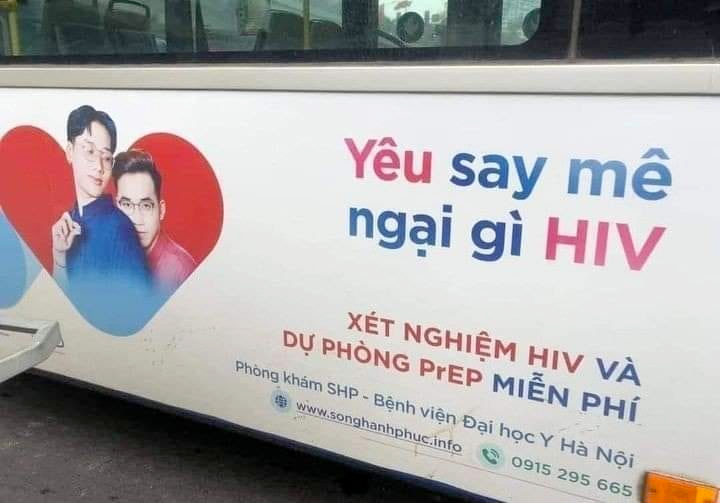 Yêu say mê
ngại gì HIV
XÉT NGHIỆM HIV VÀ
DỰ PHÒNG PrEP MIỄN PHÍ
Phòng khám SHP - Bệnh viện Đại học Y Hà Nội
www.songhanhphuc.info 0915 295 665